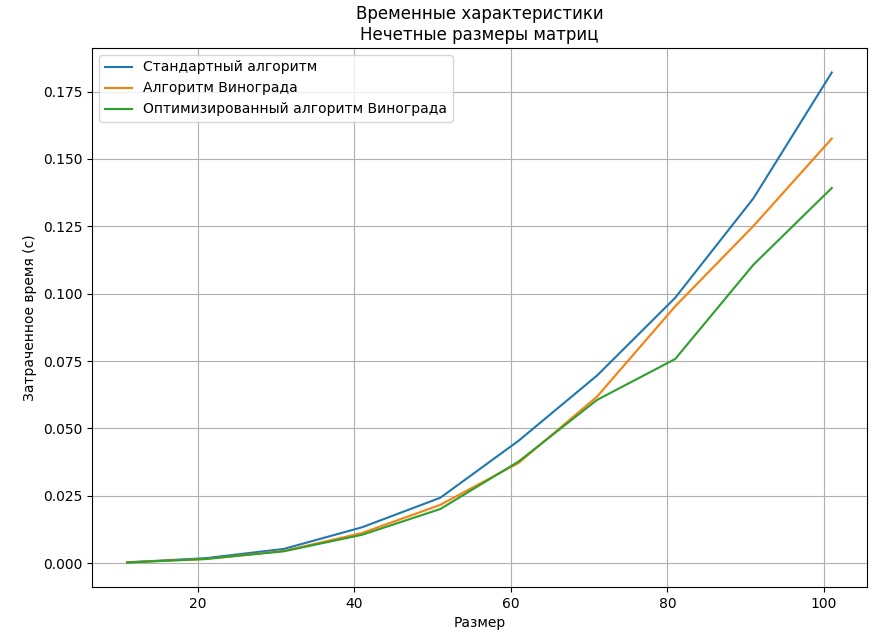 Временные характеристики
Нечетные размеры матриц
Стандартный алгоритм
Алгоритм Винограда
Оптимизированный алгоритм Винограда
Затраченное время (с)
0.175
0.150
0.125
0.100
0.075
0.050
0.025
0.000
20 40 60 80 100
Размер